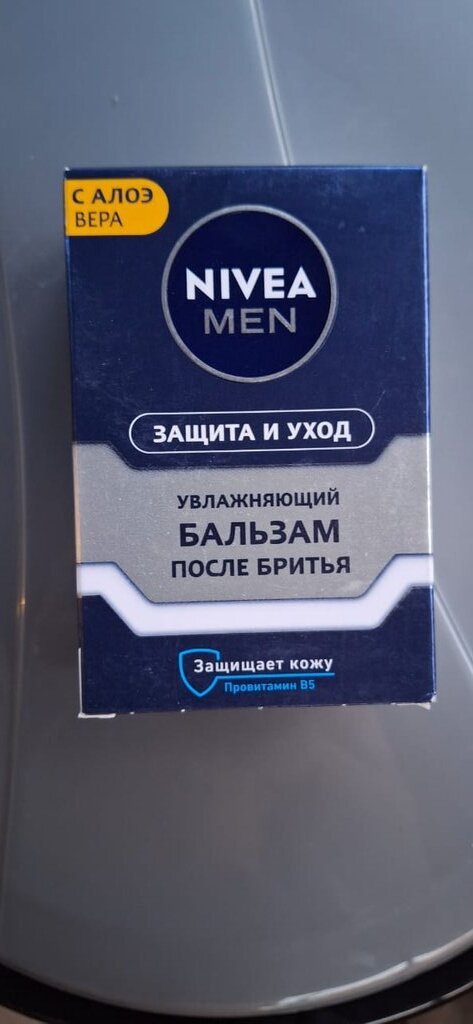 С АЛОЭ
ВЕРА
NIVEA
MEN
ЗАЩИТА И УХОД
УВЛАЖНЯЮЩИЙ
БАЛЬЗАМ
ПОСЛЕ БРИТЬЯ
Защищает кожу
Провитамин B5